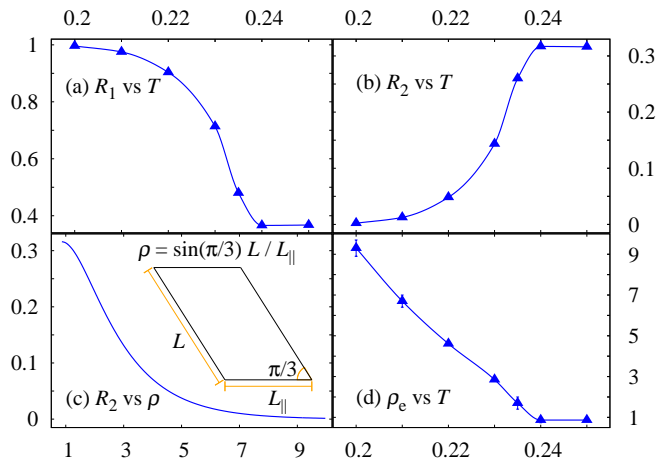 0.2 0.22 0.24 0.2 0.22 0.24
1
0.8
0.6
0.4
(a) R₁ vs T
(b) R₂ vs T
0.3
0.2
0.1
0
0.3
0.2
0.1
0
ρ = sin(π/3) L / L∥
L
π/3
L∥
(c) R₂ vs ρ
(d) ρₑ vs T
9
7
5
3
1
1 3 5 7 9 0.2 0.22 0.24